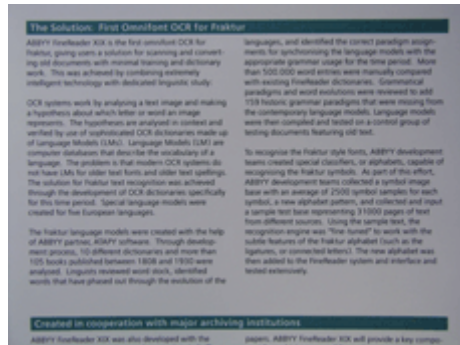 The Solution: First Omnifont OCR for Fraktur
ABBYY FineReader XIX is the first omnifont OCR for
fraktur, giving users a solution for scanning and convert-
ing old documents with minimal training and dictionary
work. This was achieved by combining extremely
intelligent technology with dedicated linguistic study.
OCR systems work by analysing a text image and making
a hypothesis about which letter or word an image
represents. The hypotheses are analysed in context and
verified by use of sophisticated OCR dictionaries made up
of Language Models (LMs). Language Models (LM) are
computer databases that describe the vocabulary of a
language. The problem is that modern OCR systems do
not have LMs for older text fonts and older text spellings.
The solution for fraktur text recognition was achieved
through the development of OCR dictionaries specifically
for this time period. Special language models were
created for five European languages.
The fraktur language models were created with the help
of ABBYY partner, ATAPY software. Through develop-
ment process, 10 different dictionaries and more than
105 books published between 1808 and 1930 were
analysed. Linguists reviewed word stock, identified
words that have phased out through the evolution of the
languages, and identified the correct paradigm assign-
ments for synchronising the language models with the
appropriate grammar usage for the time period. More
than 500.000 word entries were manually compared
with existing FineReader dictionaries. Grammatical
paradigms and word evolutions were reviewed to add
159 historic grammar paradigms that were missing from
the contemporary language models. Language models
were then compiled and tested on a control group of
testing documents featuring old text.
To recognise the Fraktur style fonts, ABBYY development
teams created special classifiers, or alphabets, capable of
recognising the fraktur symbols. As part of this effort,
ABBYY development teams collected a symbol image
base with an average of 2500 symbol samples for each
symbol, a new alphabet pattern, and collected and input
a sample text base representing 31000 pages of text
from different sources. Using the sample text, the
recognition engine was "fine tuned" to work with the
subtle features of the fraktur alphabet (such as the
ligatures, or connected letters). The new alphabet was
then added to the FineReader system and interface and
tested extensively.
Created in cooperation with major archiving institutions
ABBYY FineReader XIX was also developed with the
papers. ABBYY FineReader XIX will provide a key compo-